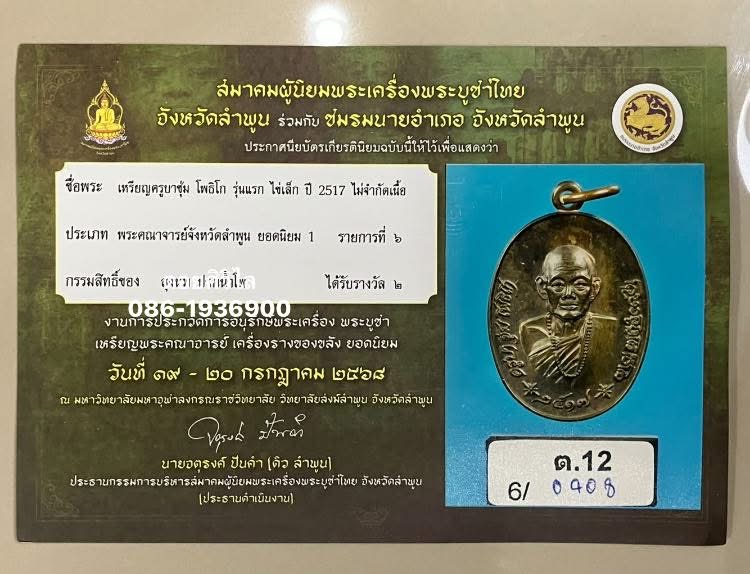 สมาคมผู้นิยมพระเครื่องพระบูชาไทย
จังหวัดลำพูน ร่วมกับ ชมรมนายอำเภอ จังหวัดลำพูน
ประกาศนียบัตรเกียรตินิยมฉบับนี้ให้ไว้เพื่อแสดงว่า
ชื่อพระ เหรียญครูบาชุ่ม โพธิโก รุ่นแรก ไข่เล็ก ปี 2517 ไม่จำกัดเนื้อ
ประเภท พระคณาจารย์จังหวัดลำพูน ยอดนิยม 1 รายการที่ ๖
กรรมสิทธิ์ของ ได้รับรางวัล ๒
086-1936900
งานการประกวดการอนุรักษ์พระเครื่อง พระบูชา
เหรียญพระคณาจารย์ เครื่องรางของขลัง ยอดนิยม
วันที่ ๑๙ - ๒๐ กรกฎาคม ๒๕๖๘
ณ มหาวิทยาลัยมหาจุฬาลงกรณราชวิทยาลัย วิทยาลัยสงฆ์ลำพูน จังหวัดลำพูน
นายจตุรงค์ ปันคำ (คิว ลำพูน)
ประธานกรรมการบริหารสมาคมผู้นิยมพระเครื่องพระบูชาไทย จังหวัดลำพูน
(ประธานดำเนินงาน)
๒๕๑๗
ต.12
6/ 0908